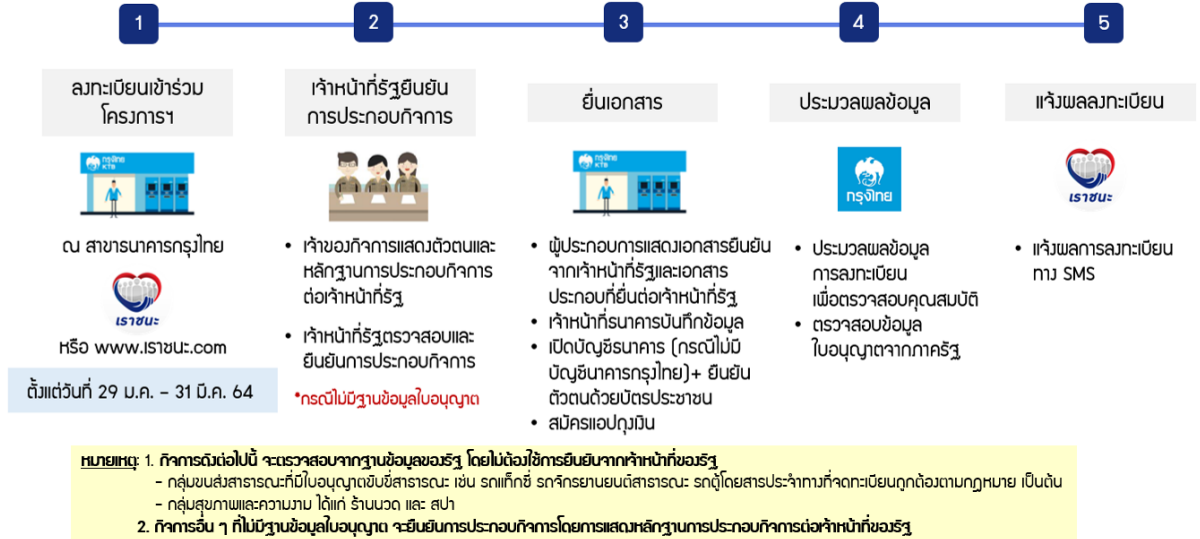 1
2
3
4
5
ลงทะเบียนเข้าร่วม
โครงการฯ
กรุงไทย
KTB
ณ สาขารนาคารกรุงไทย
เราชนะ
หรือ www.เราชนะ.com
ตั้งแต่วันที่ 29 ม.ค. – 31 มี.ค. 64
เจ้าหน้าที่รัฐยืนยัน
การประกอบกิจการ
• เจ้าของกิจการแสดงตัวตนและ
หลักฐานการประกอบกิจการ
ต่อเจ้าหน้าที่รัฐ
• เจ้าหน้าที่รัฐตรวจสอบและ
ยืนยันการประกอบกิจการ
*กรณีไม่มีฐานข้อมูลใบอนุญาต
ยื่นเอกสาร
กรุงไทย
KTB
• ผู้ประกอบการแสดงเอกสารยืนยัน
จากเจ้าหน้าที่รัฐและเอกสาร
ประกอบที่ยื่นต่อเจ้าหน้าที่รัฐ
• เจ้าหน้าที่ธนาคารบันทึกข้อมูล
• เปิดบัญชีธนาคาร (กรณีไม่มี
บัญชีนาคารกรุงไทย)+ ยืนยัน
ตัวตนด้วยบัตรประชาชน
• สมัครแอปถุงเงิน
ประมวลผลข้อมูล
กรุงไทย
• ประมวลผลข้อมูล
การลงทะเบียน
เพื่อตรวจสอบคุณสมบัติ
• ตรวจสอบข้อมูล
ใบอนุญาตจากภาครัฐ
แจ้งผลลงทะเบียน
เราชนะ
• แจ้งผลการลงทะเบียน
ทาง SMS
หมายเหตุ: 1. กิจการดังต่อไปนี้ จะตรวจสอบจากฐานข้อมูลของรัฐ โดยไม่ต้องใช้การยืนยันจากเจ้าหน้าที่ของรัฐ
– กลุ่มขนส่งสาธารณะที่มีใบอนุญาตขับขี่สาธารณะ เช่น รถแท็กซี่ รถจักรยานยนต์สาธารณะ รถตู้โดยสารประจำทางที่จดทะเบียนถูกต้องตามกฎหมาย เป็นต้น
– กลุ่มสุขภาพและความงาม ได้แก่ ร้านนวด และ สปา
2. กิจการอื่น ๆ ที่ไม่มีฐานข้อมูลใบอนุญาต จะยืนยันการประกอบกิจการโดยการแสดงหลักฐานการประกอบกิจการต่อเจ้าหน้าที่ของรัฐ